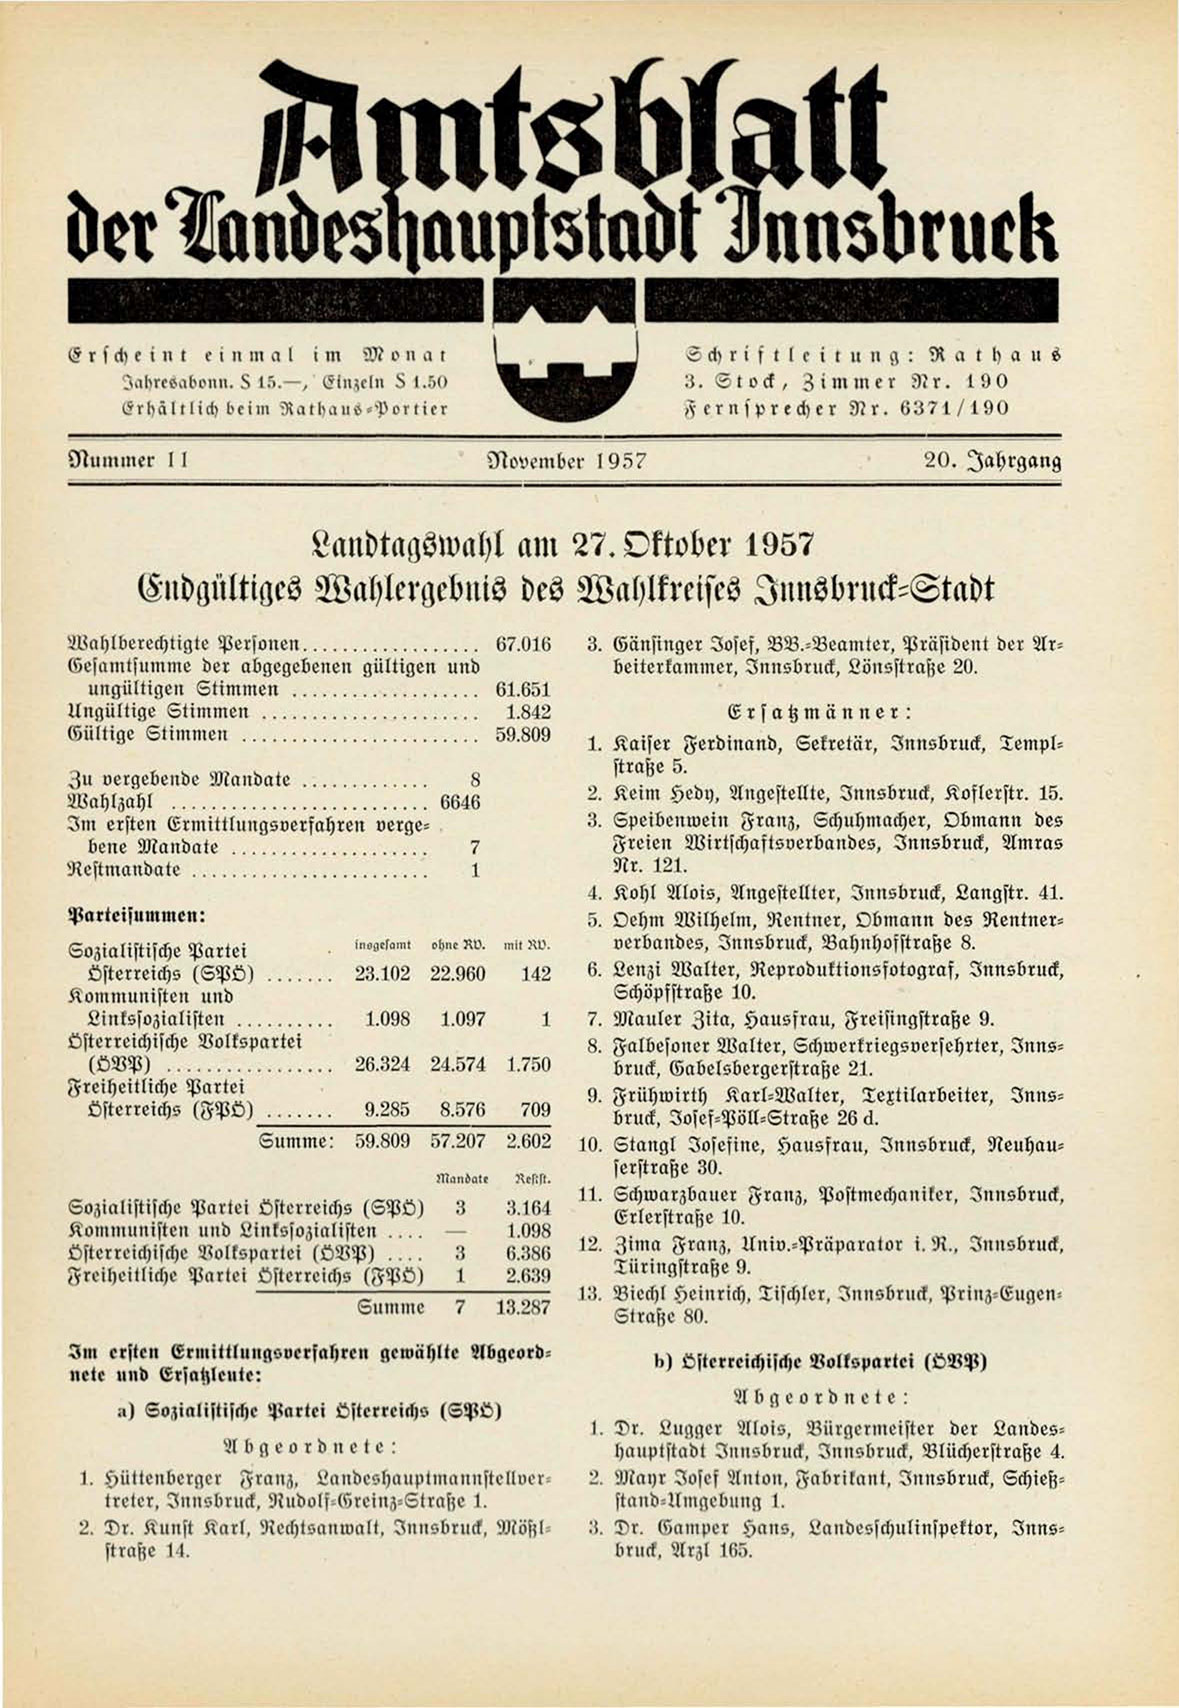 Amtsblatt
der Landeshauptstadt Innsbruck
Erscheint einmal im Monat
Jahresabonn. S 15.—, Einzeln S 1.50
Erhältlich beim Rathaus-Portier
Schriftleitung: Rathaus
3. Stock, Zimmer Nr. 190
Fernsprecher Nr. 6371/190
Nummer 11 November 1957 20. Jahrgang
Landtagswahl am 27. Oktober 1957
Endgültiges Wahlergebnis des Wahlkreises Innsbruck-Stadt
Wahlberechtigte Personen.................. 67.016
Gesamtsumme der abgegebenen gültigen und
ungültigen Stimmen ................... 61.651
Ungültige Stimmen ...................... 1.842
Gültige Stimmen ........................ 59.809
Zu vergebende Mandate ............. 8
Wahlzahl .......................... 6646
Im ersten Ermittlungsverfahren verge-
bene Mandate .................... 7
Restmandate ........................ 1
Parteisummen:
insgesamt ohne RV. mit RV.
Sozialistische Partei
Österreichs (SPÖ) ....... 23.102 22.960 142
Kommunisten und
Linkssozialisten .......... 1.098 1.097 1
Österreichische Volkspartei
(ÖVP) ................. 26.324 24.574 1.750
Freiheitliche Partei
Österreichs (FPÖ) ....... 9.285 8.576 709
Summe: 59.809 57.207 2.602
Mandate Restst.
Sozialistische Partei Österreichs (SPÖ) 3 3.164
Kommunisten und Linkssozialisten .... — 1.098
Österreichische Volkspartei (ÖVP) .... 3 6.386
Freiheitliche Partei Österreichs (FPÖ) 1 2.639
Summe 7 13.287
Im ersten Ermittlungsverfahren gewählte Abgeord-
nete und Ersatzleute:
a) Sozialistische Partei Österreichs (SPÖ)
Abgeordnete:
1. Hüttenberger Franz, Landeshauptmannstellver-
treter, Innsbruck, Rudolf-Greinz-Straße 1.
2. Dr. Kunst Karl, Rechtsanwalt, Innsbruck, Mößl-
straße 14.
3. Gänsinger Josef, BB.-Beamter, Präsident der Ar-
beiterkammer, Innsbruck, Lönsstraße 20.
Ersatzmänner:
1. Kaiser Ferdinand, Sekretär, Innsbruck, Templ-
straße 5.
2. Keim Hedy, Angestellte, Innsbruck, Koflerstr. 15.
3. Speibenwein Franz, Schuhmacher, Obmann des
Freien Wirtschaftsverbandes, Innsbruck, Amras
Nr. 121.
4. Kohl Alois, Angestellter, Innsbruck, Langstr. 41.
5. Oehm Wilhelm, Rentner, Obmann des Rentner-
verbandes, Innsbruck, Bahnhofstraße 8.
6. Lenzi Walter, Reproduktionsfotograf, Innsbruck,
Schöpfstraße 10.
7. Mauler Zita, Hausfrau, Freisingstraße 9.
8. Falbesoner Walter, Schwerkriegsversehrter, Inns-
bruck, Gabelsbergerstraße 21.
9. Frühwirth Karl-Walter, Textilarbeiter, Inns-
bruck, Josef-Pöll-Straße 26 d.
10. Stangl Josefine, Hausfrau, Innsbruck, Neuhau-
serstraße 30.
11. Schwarzbauer Franz, Postmechaniker, Innsbruck,
Erlerstraße 10.
12. Zima Franz, Univ.-Präparator i. R., Innsbruck,
Türingstraße 9.
13. Biechl Heinrich, Tischler, Innsbruck, Prinz-Eugen-
Straße 80.
b) Österreichische Volkspartei (ÖVP)
Abgeordnete:
1. Dr. Lugger Alois, Bürgermeister der Landes-
hauptstadt Innsbruck, Innsbruck, Blücherstraße 4.
2. Mayr Josef Anton, Fabrikant, Innsbruck, Schieß-
stand-Umgebung 1.
3. Dr. Gamper Hans, Landesschulinspektor, Inns-
bruck, Arzl 165.